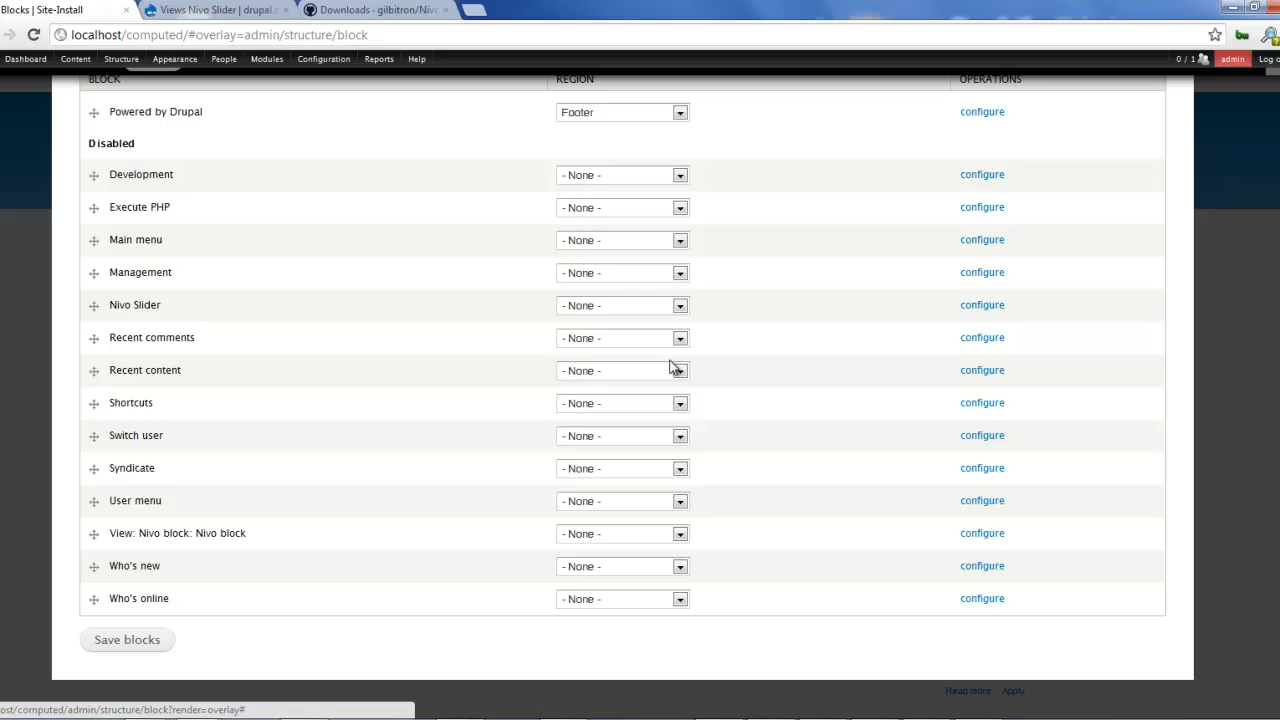 Blocks | Site-Install
Views Nivo Slider | drupal.
Downloads · gilbitron/Nivo
localhost/computed/#overlay=admin/structure/block
Dashboard Content Structure Appearance People Modules Configuration Reports Help 0 / 1 admin Log o
BLOCK REGION OPERATIONS
Powered by Drupal Footer configure
Disabled
Development - None - configure
Execute PHP - None - configure
Main menu - None - configure
Management - None - configure
Nivo Slider - None - configure
Recent comments - None - configure
Recent content - None - configure
Shortcuts - None - configure
Switch user - None - configure
Syndicate - None - configure
User menu - None - configure
View: Nivo block: Nivo block - None - configure
Who's new - None - configure
Who's online - None - configure
Save blocks
Read more Apply
ost/computed/admin/structure/block?render=overlay#